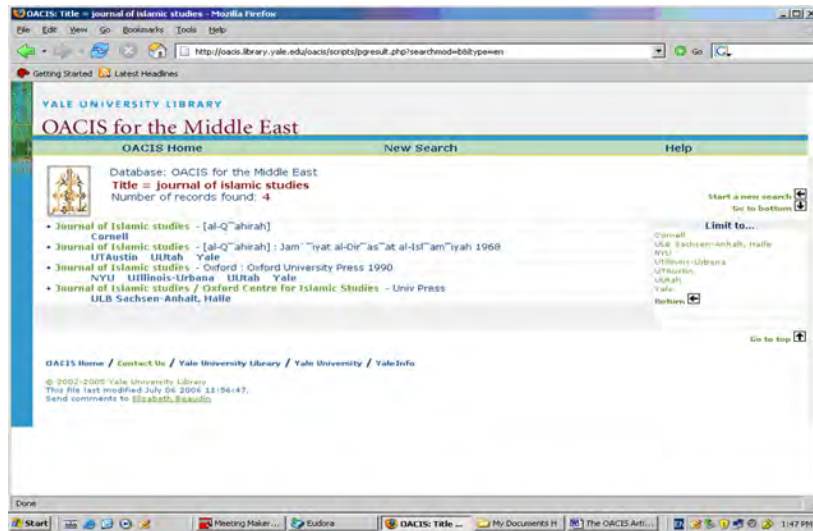 OACIS: Title = journal of islamic studies - Mozilla Firefox
File Edit View Go Bookmarks Tools Help
http://oacis.library.yale.edu/oacis/scripts/pgresult.php?searchmod=b&type=en
Go
Getting Started Latest Headlines
YALE UNIVERSITY LIBRARY
OACIS for the Middle East
OACIS Home New Search Help
Database: OACIS for the Middle East
Title = journal of islamic studies
Number of records found: 4
Start a new search
Go to bottom
• Journal of Islamic studies - [al-Q¯ahirah]
Cornell
• Journal of Islamic studies - [al-Q¯ahirah] : Jam¯`iyat al-Dir¯as¯at al-Isl¯am¯iyah 1968
UTAustin UUtah Yale
• Journal of Islamic studies - Oxford : Oxford University Press 1990
NYU UIllinois-Urbana UUtah Yale
• Journal of Islamic studies / Oxford Centre for Islamic Studies - Univ Press
ULB Sachsen-Anhalt, Halle
Limit to...
Cornell
ULB Sachsen-Anhalt, Halle
NYU
UIllinois-Urbana
UTAustin
UUtah
Yale
Return
Go to top
OACIS Home / Contact Us / Yale University Library / Yale University / YaleInfo
© 2002-2005 Yale University Library
This file last modified July 06 2006 11:56:47.
Send comments to Elizabeth Beaudin
Done
Start Meeting Maker... Eudora OACIS: Title ... My Documents H The OACIS Arti... 1:47 PM